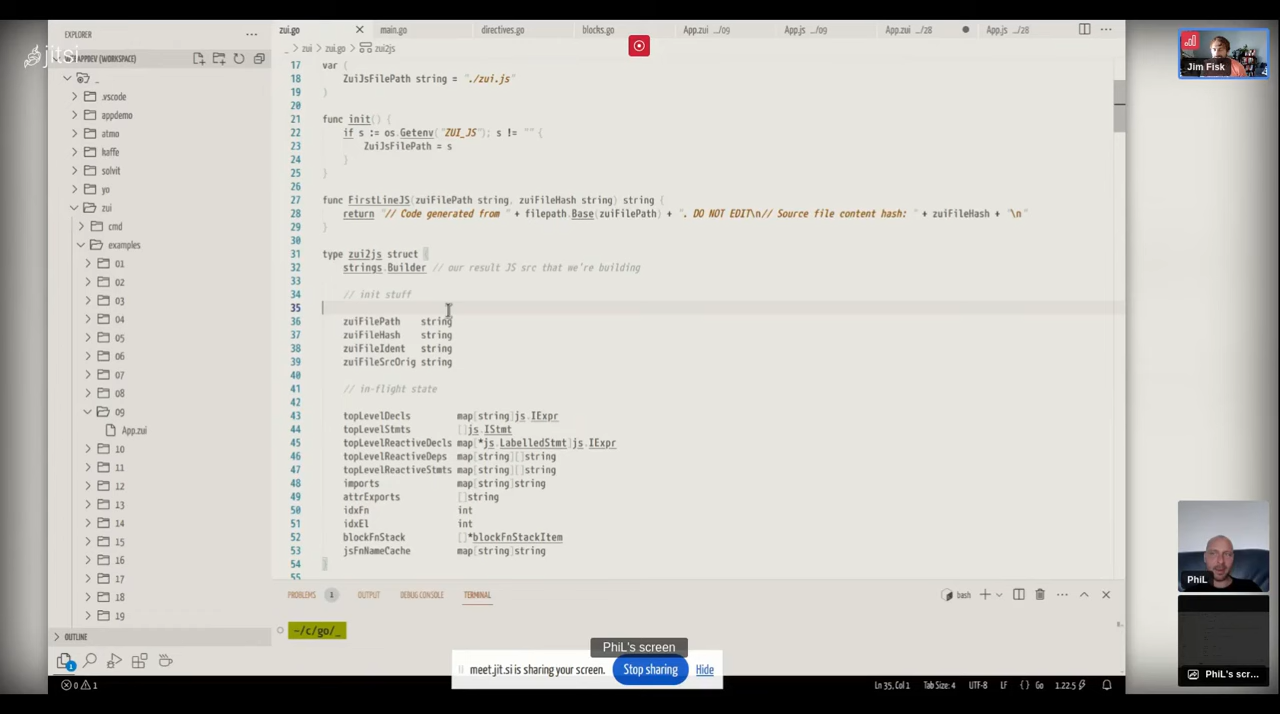 EXPLORER
jitsi
APPDEV (WORKSPACE)
_
.vscode
appdemo
atmo
kaffe
solvit
yo
zui
cmd
examples
01
02
03
04
05
06
07
08
09
App.zui
10
11
12
13
14
15
16
17
18
19
OUTLINE
zui.go
main.go
directives.go
blocks.go
App.zui .../09
App.js .../09
App.zui .../28
App.js .../28
_ › zui › zui.go › zui2js
17 var (
18 ZuiJsFilePath string = "./zui.js"
19 )
20
21 func init() {
22 if s := os.Getenv("ZUI_JS"); s != "" {
23 ZuiJsFilePath = s
24 }
25 }
26
27 func FirstLineJS(zuiFilePath string, zuiFileHash string) string {
28 return "// Code generated from " + filepath.Base(zuiFilePath) + ". DO NOT EDIT\n// Source file content hash: " + zuiFileHash + "\n"
29 }
30
31 type zui2js struct {
32 strings.Builder // our result JS src that we're building
33
34 // init stuff
35
36 zuiFilePath string
37 zuiFileHash string
38 zuiFileIdent string
39 zuiFileSrcOrig string
40
41 // in-flight state
42
43 topLevelDecls map[string]js.IExpr
44 topLevelStmts []js.IStmt
45 topLevelReactiveDecls map[*js.LabelledStmt]js.IExpr
46 topLevelReactiveDeps map[string][]string
47 topLevelReactiveStmts map[string][]string
48 imports map[string]string
49 attrExports []string
50 idxFn int
51 idxEl int
52 blockFnStack []*blockFnStackItem
53 jsFnNameCache map[string]string
54 }
55
PROBLEMS 1 OUTPUT DEBUG CONSOLE TERMINAL
bash
~/c/go/_
PhiL's screen
meet.jit.si is sharing your screen. Stop sharing Hide
1
0 1
Ln 35, Col 1 Tab Size: 4 UTF-8 LF {} Go 1.22.5
Jim Fisk
PhiL
PhiL's scr...